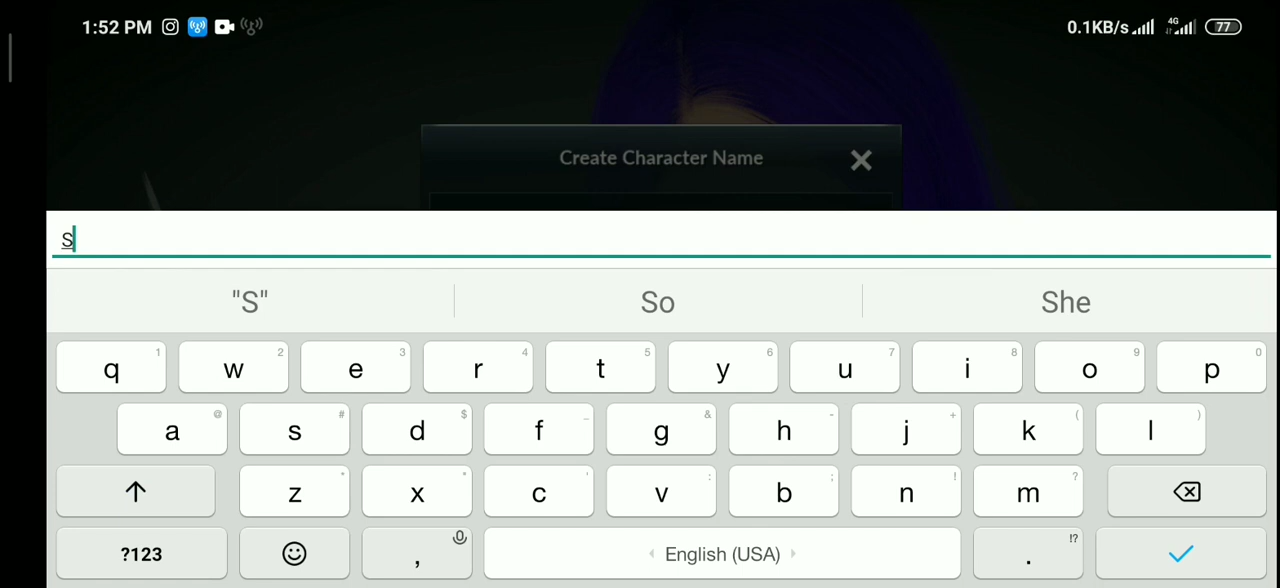 1:52 PM 0.1KB/s 4G 77
Create Character Name
S
"S" So She
q 1 w 2 e 3 r 4 t 5 y 6 u 7 i 8 o 9 p 0
a @ s # d $ f _ g & h - j + k ( l )
z * x " c ' v : b ; n ! m ?
?123 , English (USA) . !?